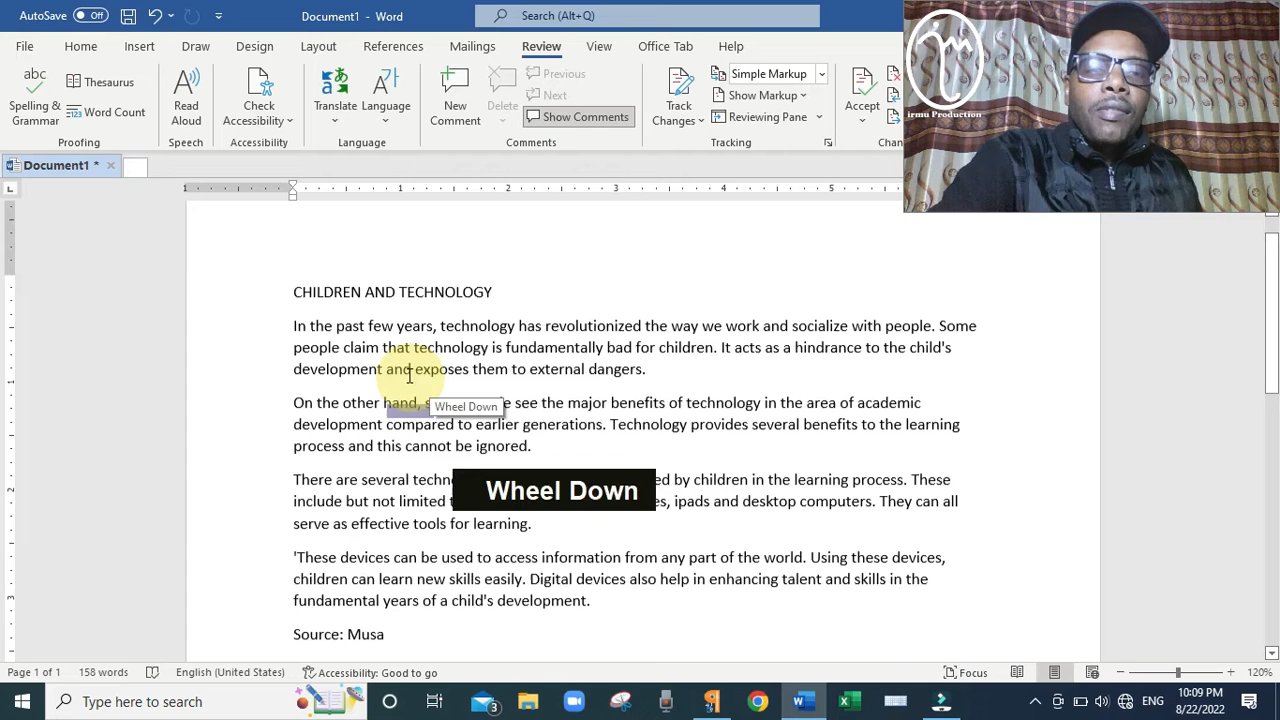 AutoSave Off Document1 - Word Search (Alt+Q)
File Home Insert Draw Design Layout References Mailings Review View Office Tab Help
abc Spelling & Grammar
Thesaurus
Word Count
Proofing
Read Aloud
Speech
Check Accessibility
Accessibility
Translate
Language
Language
New Comment
Delete
Previous
Next
Show Comments
Comments
Track Changes
Simple Markup
Show Markup
Reviewing Pane
Tracking
Accept
irmu Production
Document1 *
1 1 2 3 4 5
CHILDREN AND TECHNOLOGY
In the past few years, technology has revolutionized the way we work and socialize with people. Some
people claim that technology is fundamentally bad for children. It acts as a hindrance to the child's
development and exposes them to external dangers.
On the other hand, see the major benefits of technology in the area of academic
Wheel Down
development compared to earlier generations. Technology provides several benefits to the learning
process and this cannot be ignored.
There are several by children in the learning process. These
Wheel Down
include but not limited ipads and desktop computers. They can all
serve as effective tools for learning.
'These devices can be used to access information from any part of the world. Using these devices,
children can learn new skills easily. Digital devices also help in enhancing talent and skills in the
fundamental years of a child's development.
Source: Musa
Page 1 of 1 158 words English (United States) Accessibility: Good to go Focus 120%
Type here to search 3 ENG 10:09 PM
8/22/2022